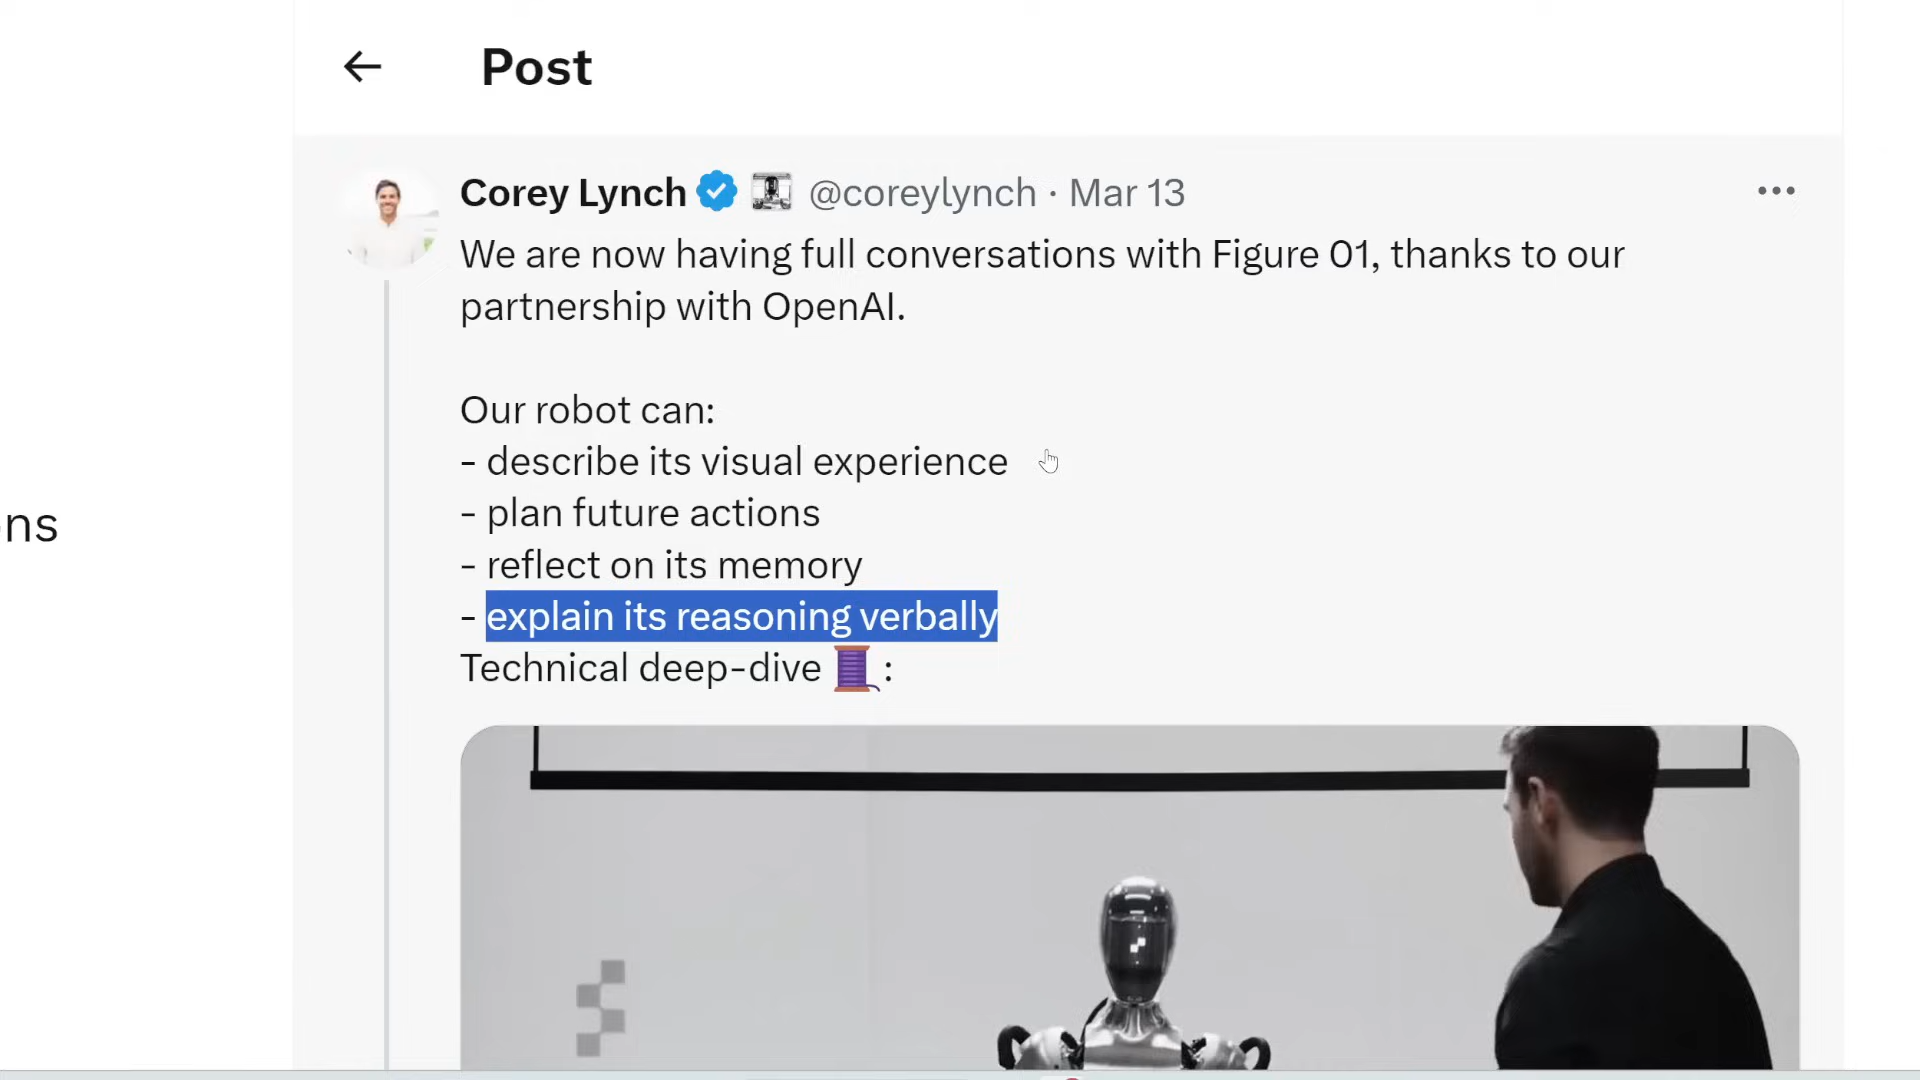 Post
Corey Lynch @coreylynch · Mar 13
We are now having full conversations with Figure 01, thanks to our
partnership with OpenAI.
Our robot can:
- describe its visual experience
- plan future actions
ns
- reflect on its memory
- explain its reasoning verbally
Technical deep-dive 🧵: